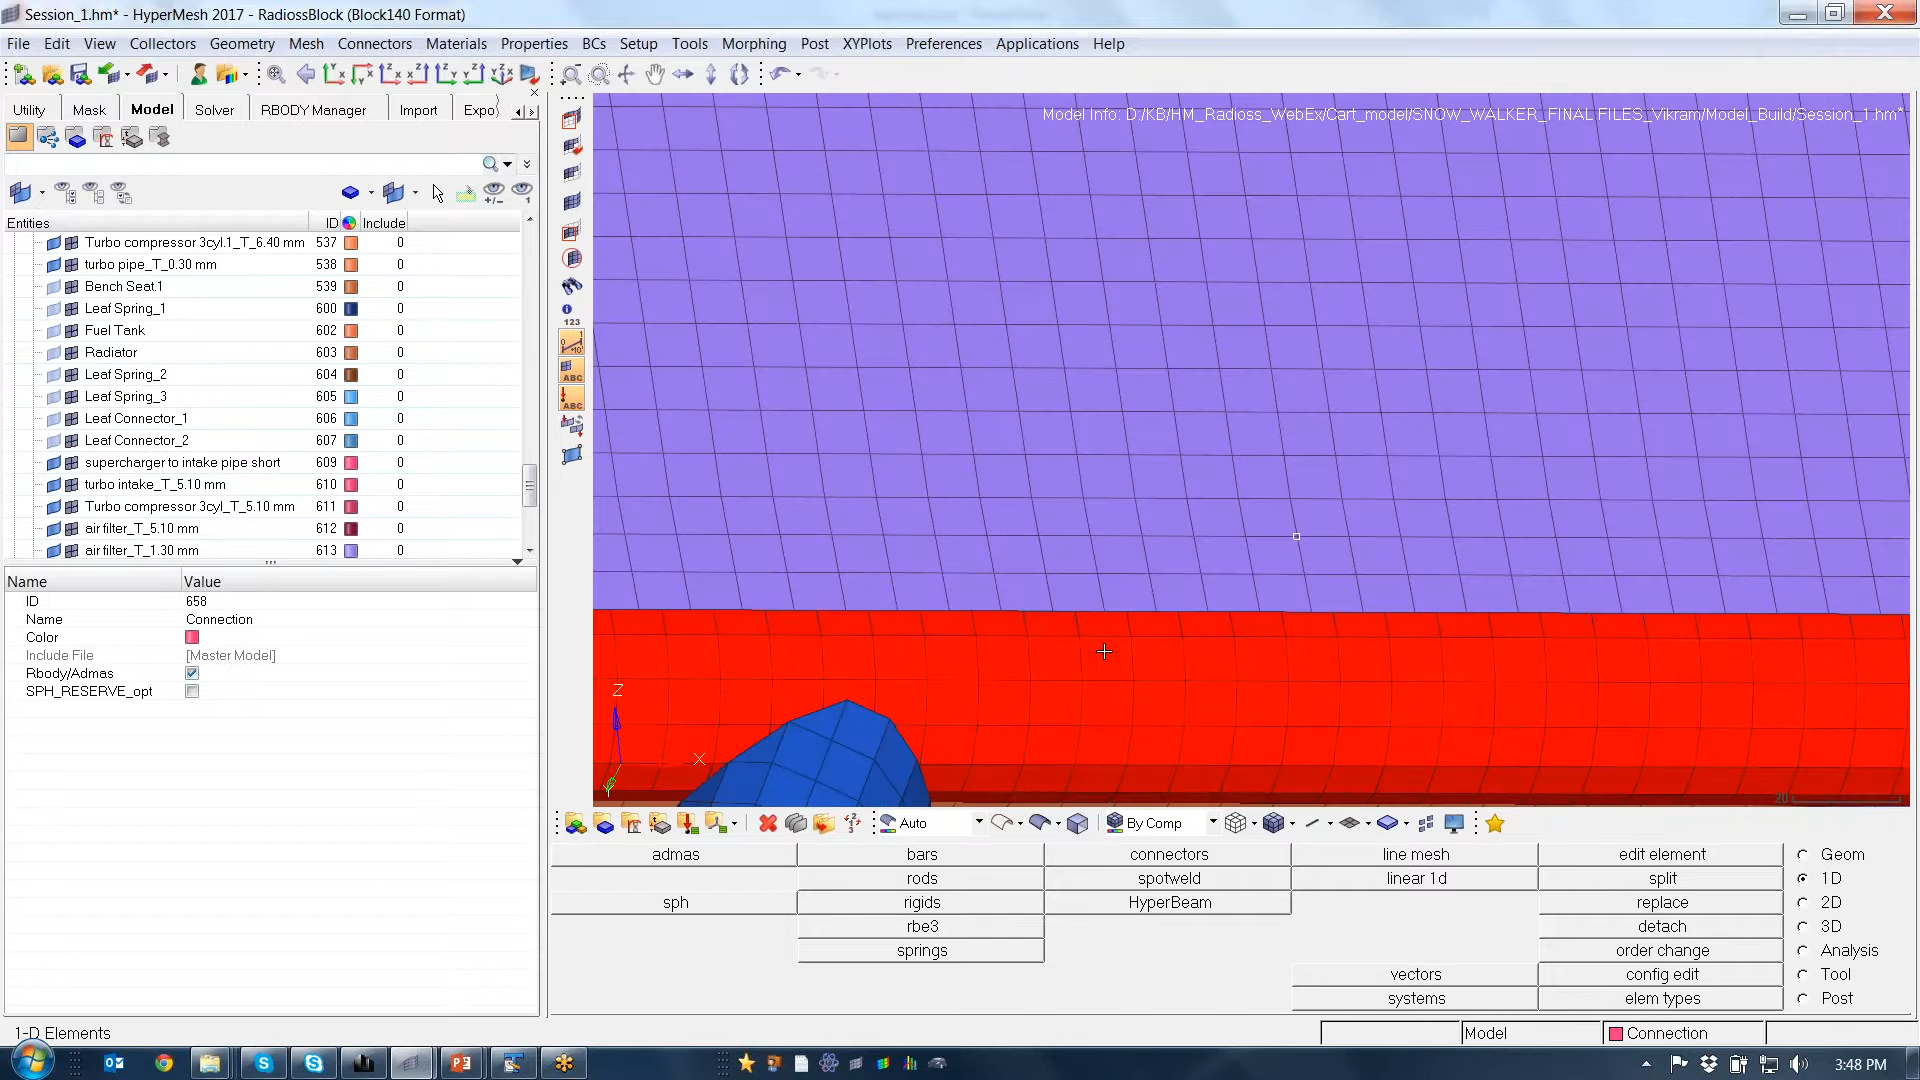 Session_1.hm* - HyperMesh 2017 - RadiossBlock (Block140 Format)
File Edit View Collectors Geometry Mesh Connectors Materials Properties BCs Setup Tools Morphing Post XYPlots Preferences Applications Help
Utility Mask Model Solver RBODY Manager Import Expo
Model Info: D:/KB/HM_Radioss_WebEx/Cart_model/SNOW_WALKER_FINAL FILES_Vikram/Model_Build/Session_1.hm*
Entities ID Include
Turbo compressor 3cyl.1_T_6.40 mm 537 0
turbo pipe_T_0.30 mm 538 0
Bench Seat.1 539 0
Leaf Spring_1 600 0
Fuel Tank 602 0
Radiator 603 0
Leaf Spring_2 604 0
Leaf Spring_3 605 0
Leaf Connector_1 606 0
Leaf Connector_2 607 0
supercharger to intake pipe short 609 0
turbo intake_T_5.10 mm 610 0
Turbo compressor 3cyl_T_5.10 mm 611 0
air filter_T_5.10 mm 612 0
air filter_T_1.30 mm 613 0
123
ABC
ABC
Name Value
ID 658
Name Connection
Color
Include File [Master Model]
Rbody/Admas
SPH_RESERVE_opt
Z
X
20
Auto By Comp
admas bars connectors line mesh edit element Geom
rods spotweld linear 1d split 1D
sph rigids HyperBeam replace 2D
rbe3 detach 3D
springs order change Analysis
vectors config edit Tool
systems elem types Post
1-D Elements Model Connection
3:48 PM